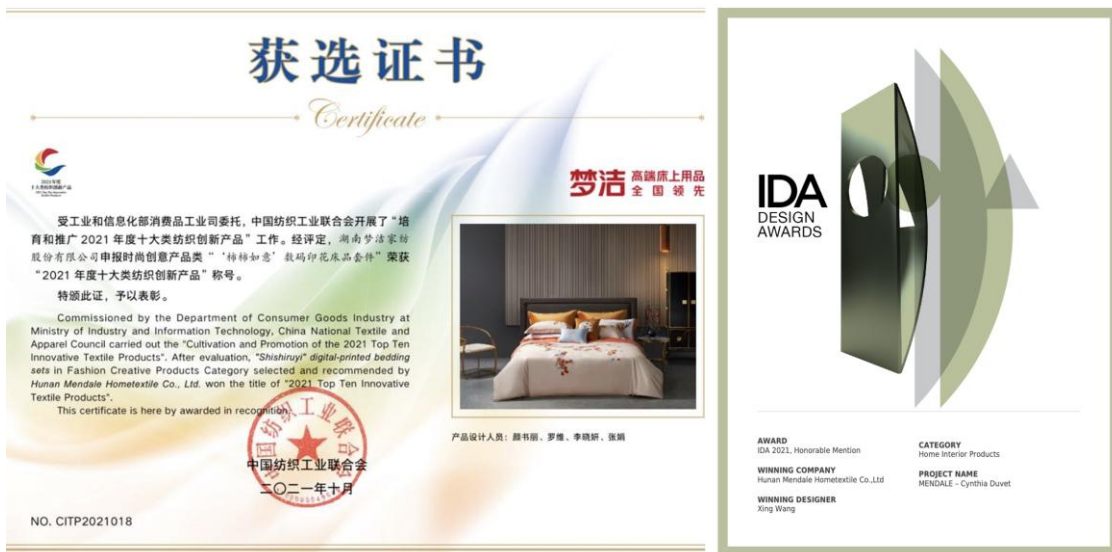 获选证书
Certificate
2021年度
十大类纺织创新产品
梦洁 高端床上用品
全国领先
受工业和信息化部消费品工业司委托，中国纺织工业联合会开展了“培
育和推广 2021 年度十大类纺织创新产品”工作。经评定，湖南梦洁家纺
股份有限公司申报时尚创意产品类“‘柿柿如意’数码印花床品套件”荣获
“2021 年度十大类纺织创新产品”称号。
特颁此证，予以表彰。
Commissioned by the Department of Consumer Goods Industry at
Ministry of Industry and Information Technology, China National Textile and
Apparel Council carried out the "Cultivation and Promotion of the 2021 Top Ten
Innovative Textile Products". After evaluation, "Shishiruyi" digital-printed bedding
sets in Fashion Creative Products Category selected and recommended by
Hunan Mendale Hometextile Co., Ltd. won the title of "2021 Top Ten Innovative
Textile Products".
This certificate is here by awarded in recognition.
产品设计人员：颜书丽、罗维、李晓妍、张娟
中国纺织工业联合会
中国纺织工业联合会
二〇二一年十月
NO. CITP2021018
IDA
DESIGN
AWARDS
AWARD
IDA 2021, Honorable Mention
WINNING COMPANY
Hunan Mendale Hometextile Co.,Ltd
WINNING DESIGNER
Xing Wang
CATEGORY
Home Interior Products
PROJECT NAME
MENDALE – Cynthia Duvet